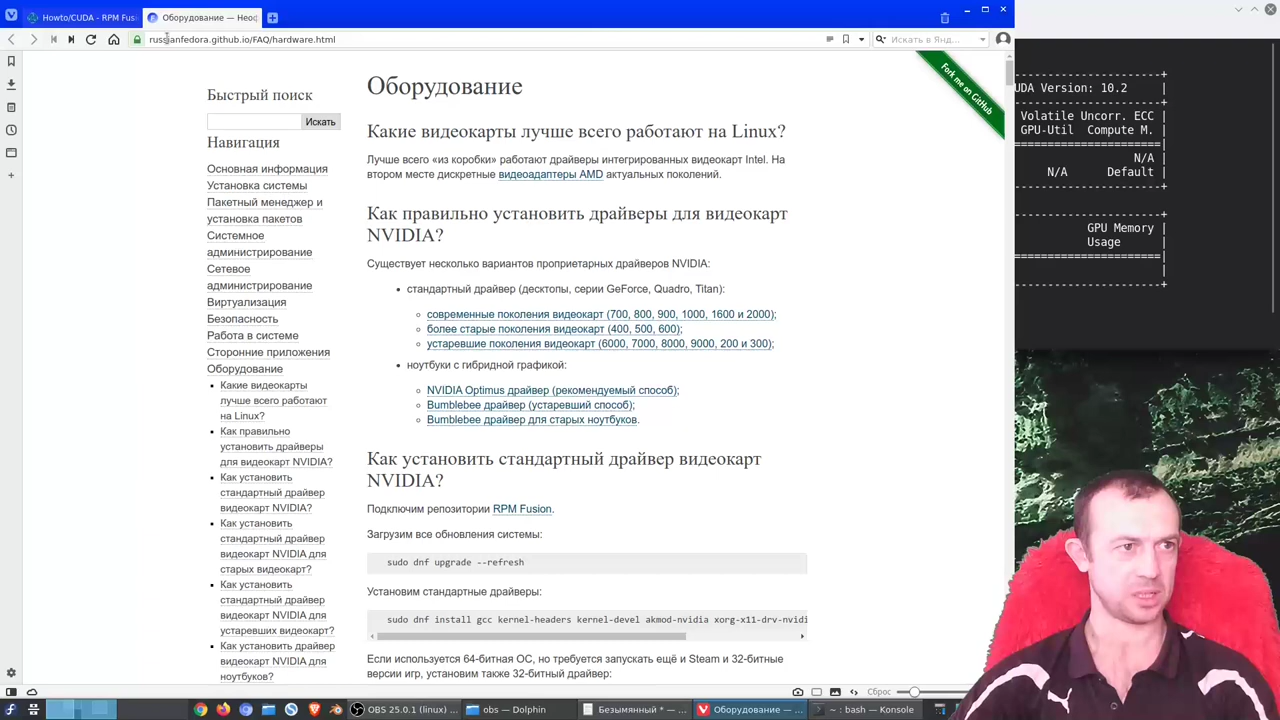 Howto/CUDA - RPM Fusi
Оборудование — Неоф
russianfedora.github.io/FAQ/hardware.html
Искать в Янд...
Fork me on GitHub
Быстрый поиск
Искать
Навигация
Основная информация
Установка системы
Пакетный менеджер и
установка пакетов
Системное
администрирование
Сетевое
администрирование
Виртуализация
Безопасность
Работа в системе
Сторонние приложения
Оборудование
Какие видеокарты
лучше всего работают
на Linux?
Как правильно
установить драйверы
для видеокарт NVIDIA?
Как установить
стандартный драйвер
видеокарт NVIDIA?
Как установить
стандартный драйвер
видеокарт NVIDIA для
старых видеокарт?
Как установить
стандартный драйвер
видеокарт NVIDIA для
устаревших видеокарт?
Как установить драйвер
видеокарт NVIDIA для
ноутбуков?
Оборудование
Какие видеокарты лучше всего работают на Linux?
Лучше всего «из коробки» работают драйверы интегрированных видеокарт Intel. На
втором месте дискретные видеоадаптеры AMD актуальных поколений.
Как правильно установить драйверы для видеокарт
NVIDIA?
Существует несколько вариантов проприетарных драйверов NVIDIA:
стандартный драйвер (десктопы, серии GeForce, Quadro, Titan):
современные поколения видеокарт (700, 800, 900, 1000, 1600 и 2000);
более старые поколения видеокарт (400, 500, 600);
устаревшие поколения видеокарт (6000, 7000, 8000, 9000, 200 и 300);
ноутбуки с гибридной графикой:
NVIDIA Optimus драйвер (рекомендуемый способ);
Bumblebee драйвер (устаревший способ);
Bumblebee драйвер для старых ноутбуков.
Как установить стандартный драйвер видеокарт
NVIDIA?
Подключим репозитории RPM Fusion.
Загрузим все обновления системы:
sudo dnf upgrade --refresh
Установим стандартные драйверы:
sudo dnf install gcc kernel-headers kernel-devel akmod-nvidia xorg-x11-drv-nvidi
Если используется 64-битная ОС, но требуется запускать ещё и Steam и 32-битные
версии игр, установим также 32-битный драйвер:
UDA Version: 10.2 |
Volatile Uncorr. ECC |
GPU-Util Compute M. |
N/A |
N/A Default |
GPU Memory |
Usage |
Сброс
OBS 25.0.1 (linux) ...
obs — Dolphin
Безымянный * — ...
Оборудование — ...
~ : bash — Konsole